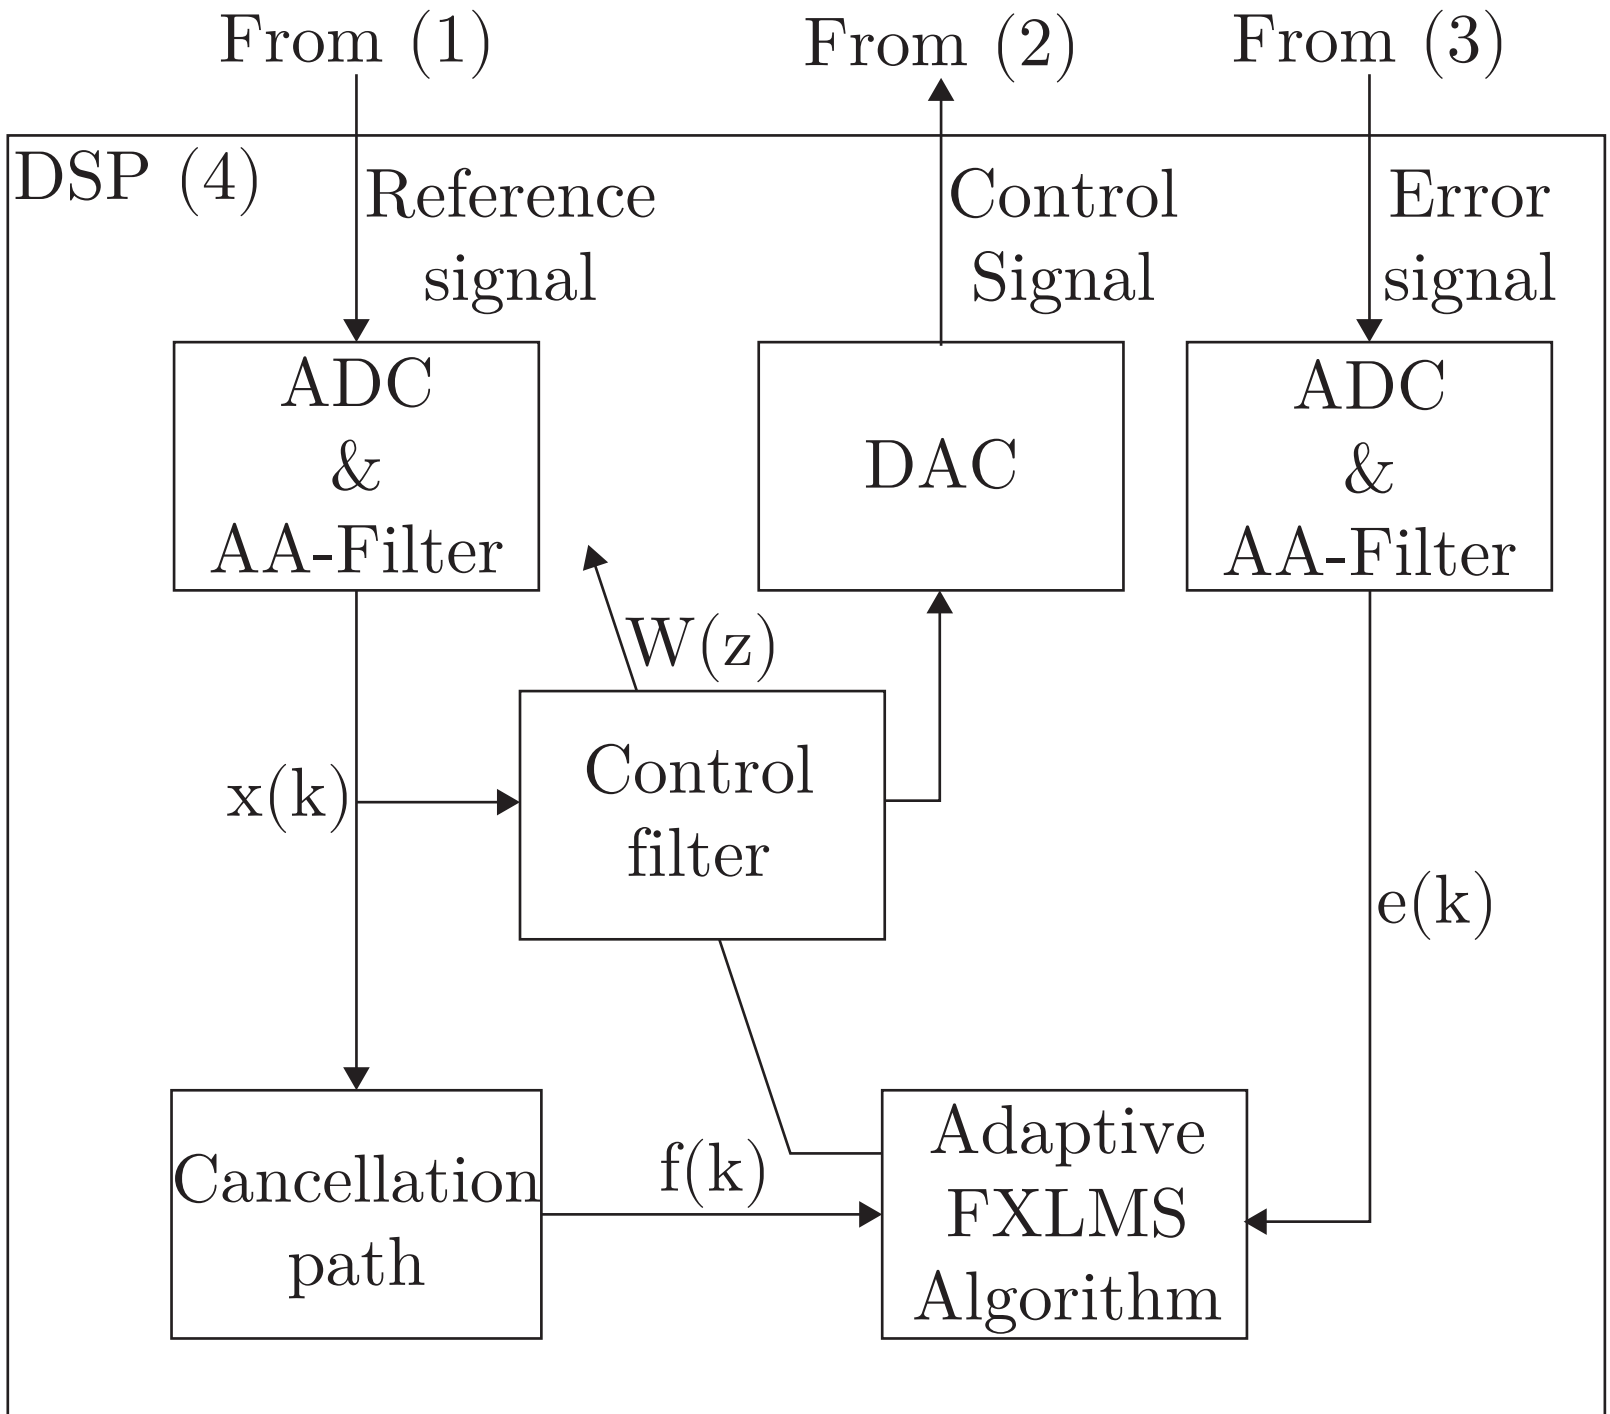 From (1)
From (2)
From (3)
DSP (4)
Reference
signal
Control
Signal
Error
signal
ADC
&
AA-Filter
DAC
ADC
&
AA-Filter
W(z)
x(k)
Control
filter
e(k)
Cancellation
path
f(k)
Adaptive
FXLMS
Algorithm